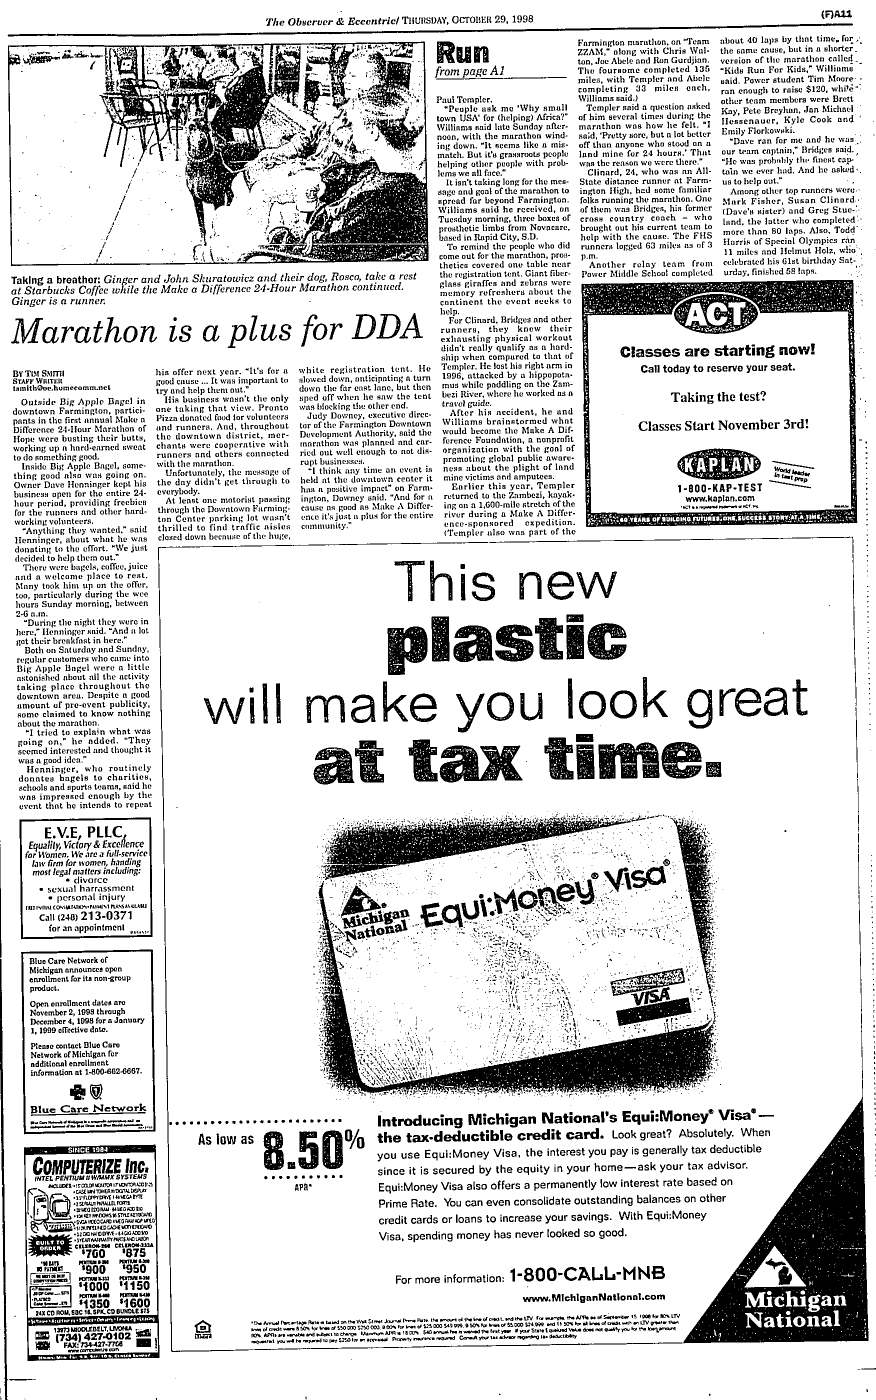 The Observer & Eccentric/ THURSDAY, OCTOBER 29, 1998
(F)A11
Taking a breather: Ginger and John Skuratowicz and their dog, Rosco, take a rest
at Starbucks Coffee while the Make a Difference 24-Hour Marathon continued.
Ginger is a runner.
Run
from page A1
Paul Templer.
"People ask me 'Why small
town USA' for (helping) Africa?"
Williams said late Sunday after-
noon, with the marathon wind-
ing down. "It seems like a mis-
match. But it's grassroots people
helping other people with prob-
lems we all face."
It isn't taking long for the mes-
sage and goal of the marathon to
spread far beyond Farmington.
Williams said he received, on
Tuesday morning, three boxes of
prosthetic limbs from Novacare,
based in Rapid City, S.D.
To remind the people who did
come out for the marathon, pros-
thetics covered one table near
the registration tent. Giant fiber-
glass giraffes and zebras were
memory refreshers about the
continent the event seeks to
help.
For Clinard, Bridges and other
runners, they knew their
exhausting physical workout
didn't really qualify as a hard-
ship when compared to that of
Templer. He lost his right arm in
1996, attacked by a hippopota-
mus while paddling on the Zam-
bezi River, where he worked as a
travel guide.
After his accident, he and
Williams brainstormed what
would become the Make A Dif-
ference Foundation, a nonprofit
organization with the goal of
promoting global public aware-
ness about the plight of land
mine victims and amputees.
Earlier this year, Templer
returned to the Zambezi, kayak-
ing on a 1,600-mile stretch of the
river during a Make A Differ-
ence-sponsored expedition.
(Templer also was part of the
Farmington marathon, on "Team
ZZAM," along with Chris Wal-
ton, Joe Abele and Ron Gurdjian.
The foursome completed 135
miles, with Templer and Abele
completing 33 miles each,
Williams said.)
Templer said a question asked
of him several times during the
marathon was how he felt. "I
said, 'Pretty sore, but a lot better
off than anyone who stood on a
land mine for 24 hours.' That
was the reason we were there."
Clinard, 24, who was an All-
State distance runner at Farm-
ington High, had some familiar
folks running the marathon. One
of them was Bridges, his former
cross country coach – who
brought out his current team to
help with the cause. The FHS
runners logged 63 miles as of 3
p.m.
Another relay team from
Power Middle School completed
about 40 laps by that time, for
the same cause, but in a shorter
version of the marathon called
"Kids Run For Kids," Williams
said. Power student Tim Moore
ran enough to raise $120, while
other team members were Brett
Kay, Pete Breyhan, Jan Michael
Hessenauer, Kyle Cook and
Emily Florkowski.
"Dave ran for me and he was
our team captain," Bridges said.
"He was probably the finest cap-
tain we ever had. And he asked
us to help out."
Among other top runners were
Mark Fisher, Susan Clinard
(Dave's sister) and Greg Stue-
land, the latter who completed
more than 80 laps. Also, Todd
Harris of Special Olympics ran
11 miles and Helmut Holz, who
celebrated his 61st birthday Sat-
urday, finished 58 laps.
Marathon is a plus for DDA
BY TIM SMITH
STAFF WRITER
tsmith@oe.homecomm.net
Outside Big Apple Bagel in
downtown Farmington, partici-
pants in the first annual Make a
Difference 24-Hour Marathon of
Hope were busting their butts,
working up a hard-earned sweat
to do something good.
Inside Big Apple Bagel, some-
thing good also was going on.
Owner Dave Henninger kept his
business open for the entire 24-
hour period, providing freebies
for the runners and other hard-
working volunteers.
"Anything they wanted," said
Henninger, about what he was
donating to the effort. "We just
decided to help them out."
There were bagels, coffee, juice
and a welcome place to rest.
Many took him up on the offer,
too, particularly during the wee
hours Sunday morning, between
2-6 a.m.
"During the night they were in
here," Henninger said. "And a lot
got their breakfast in here."
Both on Saturday and Sunday,
regular customers who came into
Big Apple Bagel were a little
astonished about all the activity
taking place throughout the
downtown area. Despite a good
amount of pre-event publicity,
some claimed to know nothing
about the marathon.
"I tried to explain what was
going on," he added. "They
seemed interested and thought it
was a good idea."
Henninger, who routinely
donates bagels to charities,
schools and sports teams, said he
was impressed enough by the
event that he intends to repeat
his offer next year. "It's for a
good cause ... It was important to
try and help them out."
His business wasn't the only
one taking that view. Pronto
Pizza donated food for volunteers
and runners. And, throughout
the downtown district, mer-
chants were cooperative with
runners and others connected
with the marathon.
Unfortunately, the message of
the day didn't get through to
everybody.
At least one motorist passing
through the Downtown Farming-
ton Center parking lot wasn't
thrilled to find traffic aisles
closed down because of the huge,
white registration tent. He
slowed down, anticipating a turn
down the far east lane, but then
sped off when he saw the tent
was blocking the other end.
Judy Downey, executive direc-
tor of the Farmington Downtown
Development Authority, said the
marathon was planned and car-
ried out well enough to not dis-
rupt businesses.
"I think any time an event is
held at the downtown center it
has a positive impact" on Farm-
ington, Downey said. "And for a
cause as good as Make A Differ-
ence it's just a plus for the entire
community."
ACT
Classes are starting now!
Call today to reserve your seat.
Taking the test?
Classes Start November 3rd!
KAPLAN
World leader
in test prep
1-800-KAP-TEST
www.kaplan.com
*ACT is a registered trademark of ACT, Inc.
60 YEARS OF BUILDING FUTURES, ONE SUCCESS STORY AT A TIME.
E.V.E, PLLC,
Equality, Victory & Excellence
for Women. We are a full-service
law firm for women, handing
most legal matters including:
• divorce
• sexual harrassment
• personal injury
FREE INITIAL CONSULTATION • PAYMENT PLANS AVAILABLE
Call (248) 213-0371
for an appointment
Blue Care Network of
Michigan announces open
enrollment for its non-group
product.
Open enrollment dates are
November 2, 1998 through
December 4, 1998 for a January
1, 1999 effective date.
Please contact Blue Care
Network of Michigan for
additional enrollment
information at 1-800-662-6667.
Blue Care Network
SINCE 1984
COMPUTERIZE Inc.
INTEL PENTIUM II W/MMX SYSTEMS
BUILT TO
ORDER
$760 $875
$900 $950
$1000 $1150
$1350 $1600
24X CD ROM, SBC 16, SPK, CD BUNDLE $75
13973 MIDDLEBELT, LIVONIA
(734) 427-0102
FAX: 734-427-7766
This new
plastic
will make you look great
at tax time.
Michigan
National
Equi:Money® Visa®
VISA
As low as 8.50%
APR*
Introducing Michigan National's Equi:Money® Visa®—
the tax-deductible credit card. Look great? Absolutely. When
you use Equi:Money Visa, the interest you pay is generally tax deductible
since it is secured by the equity in your home—ask your tax advisor.
Equi:Money Visa also offers a permanently low interest rate based on
Prime Rate. You can even consolidate outstanding balances on other
credit cards or loans to increase your savings. With Equi:Money
Visa, spending money has never looked so good.
For more information: 1-800-CALL-MNB
www.MichiganNational.com
Michigan
National